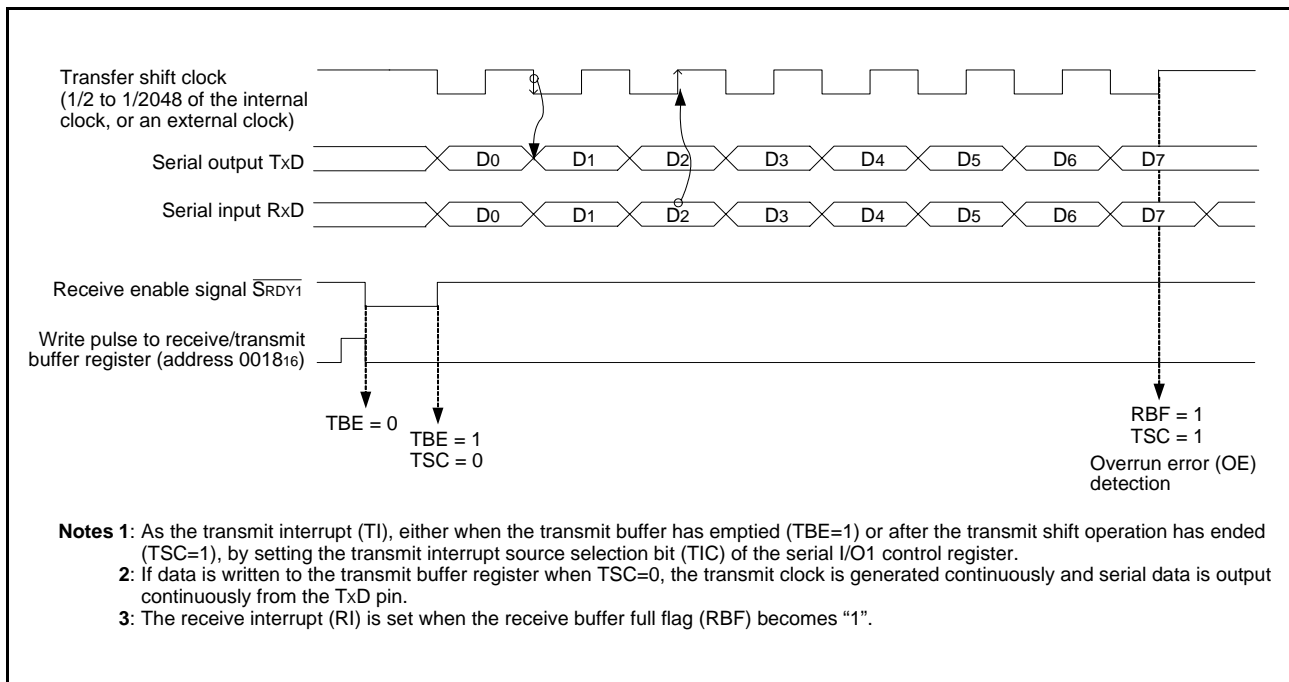 Transfer shift clock
(1/2 to 1/2048 of the internal
clock, or an external clock)
Serial output TxD
D0 D1 D2 D3 D4 D5 D6 D7
Serial input RxD
D0 D1 D2 D3 D4 D5 D6 D7
Receive enable signal SRDY1
Write pulse to receive/transmit
buffer register (address 001816)
TBE = 0
TBE = 1
TSC = 0
RBF = 1
TSC = 1
Overrun error (OE)
detection
Notes 1: As the transmit interrupt (TI), either when the transmit buffer has emptied (TBE=1) or after the transmit shift operation has ended
(TSC=1), by setting the transmit interrupt source selection bit (TIC) of the serial I/O1 control register.
2: If data is written to the transmit buffer register when TSC=0, the transmit clock is generated continuously and serial data is output
continuously from the TxD pin.
3: The receive interrupt (RI) is set when the receive buffer full flag (RBF) becomes “1”.